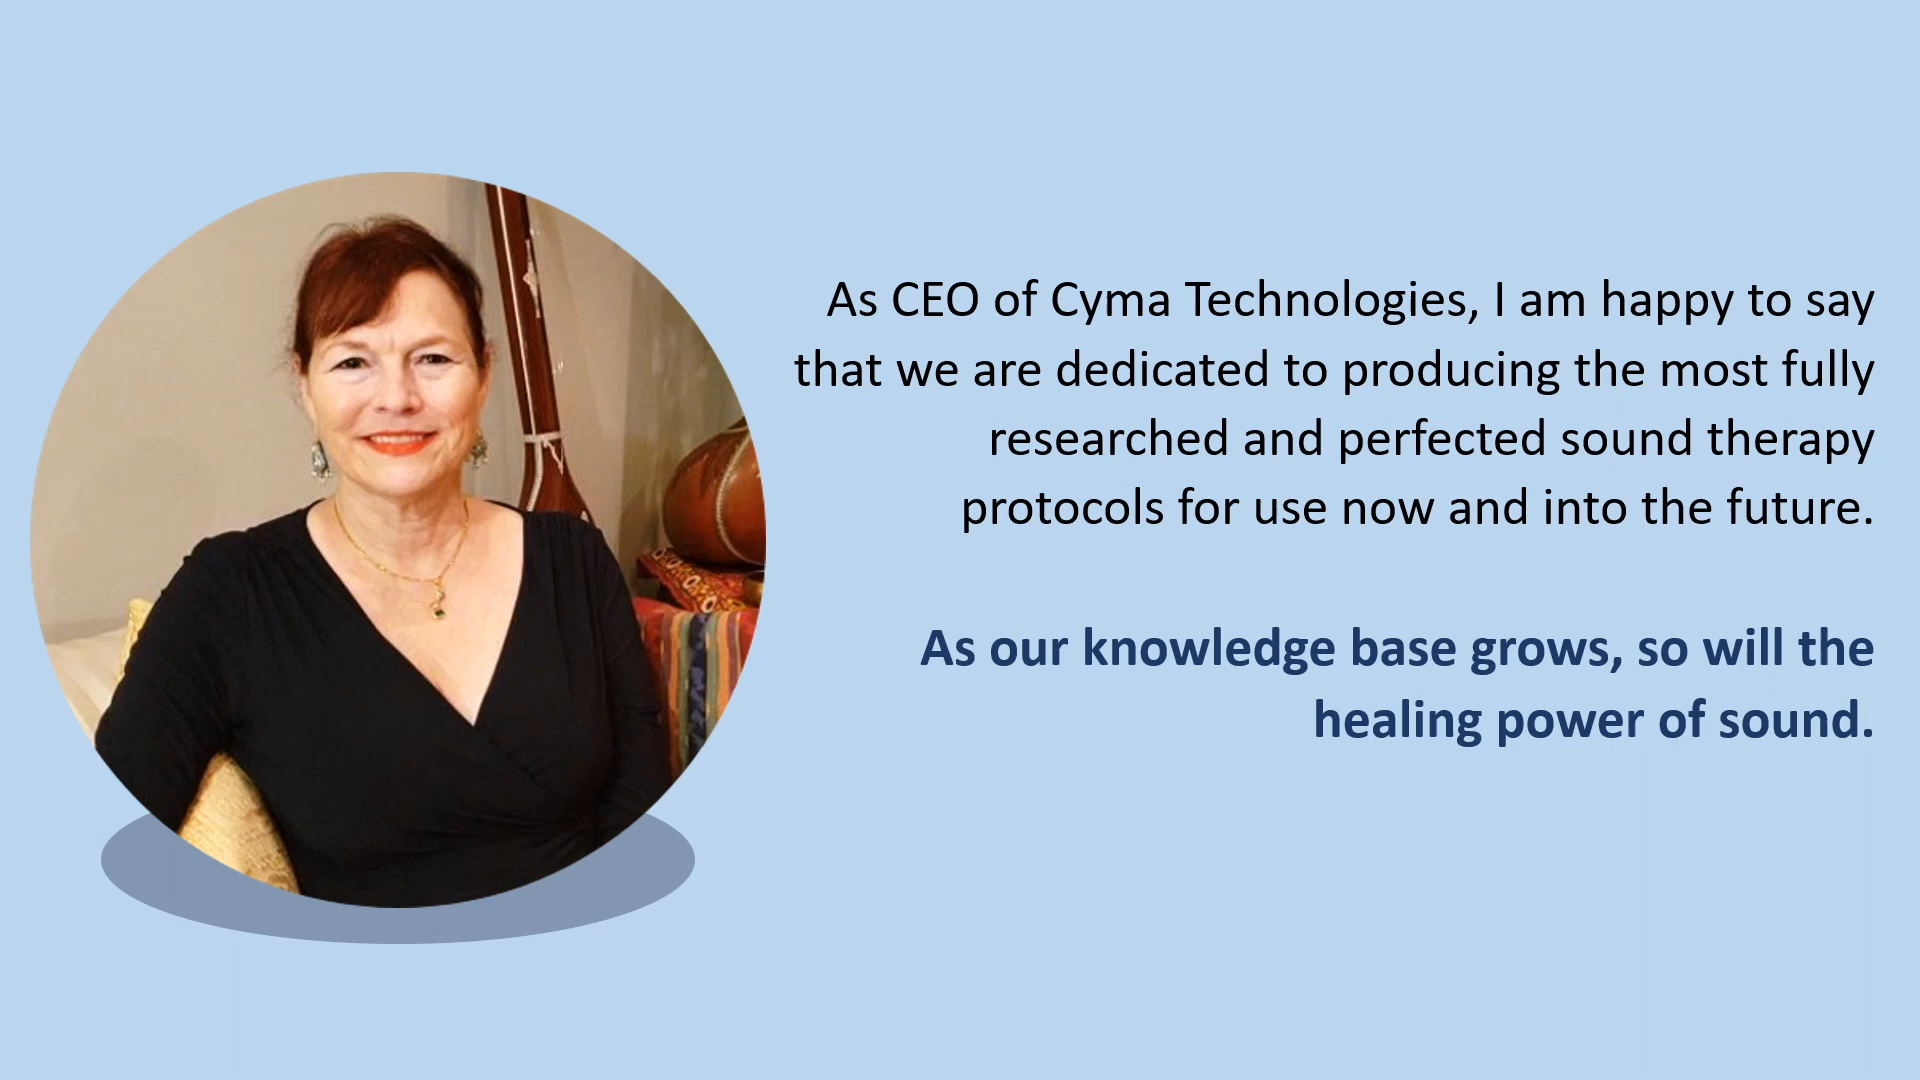 As CEO of Cyma Technologies, I am happy to say
that we are dedicated to producing the most fully
researched and perfected sound therapy
protocols for use now and into the future.
As our knowledge base grows, so will the
healing power of sound.